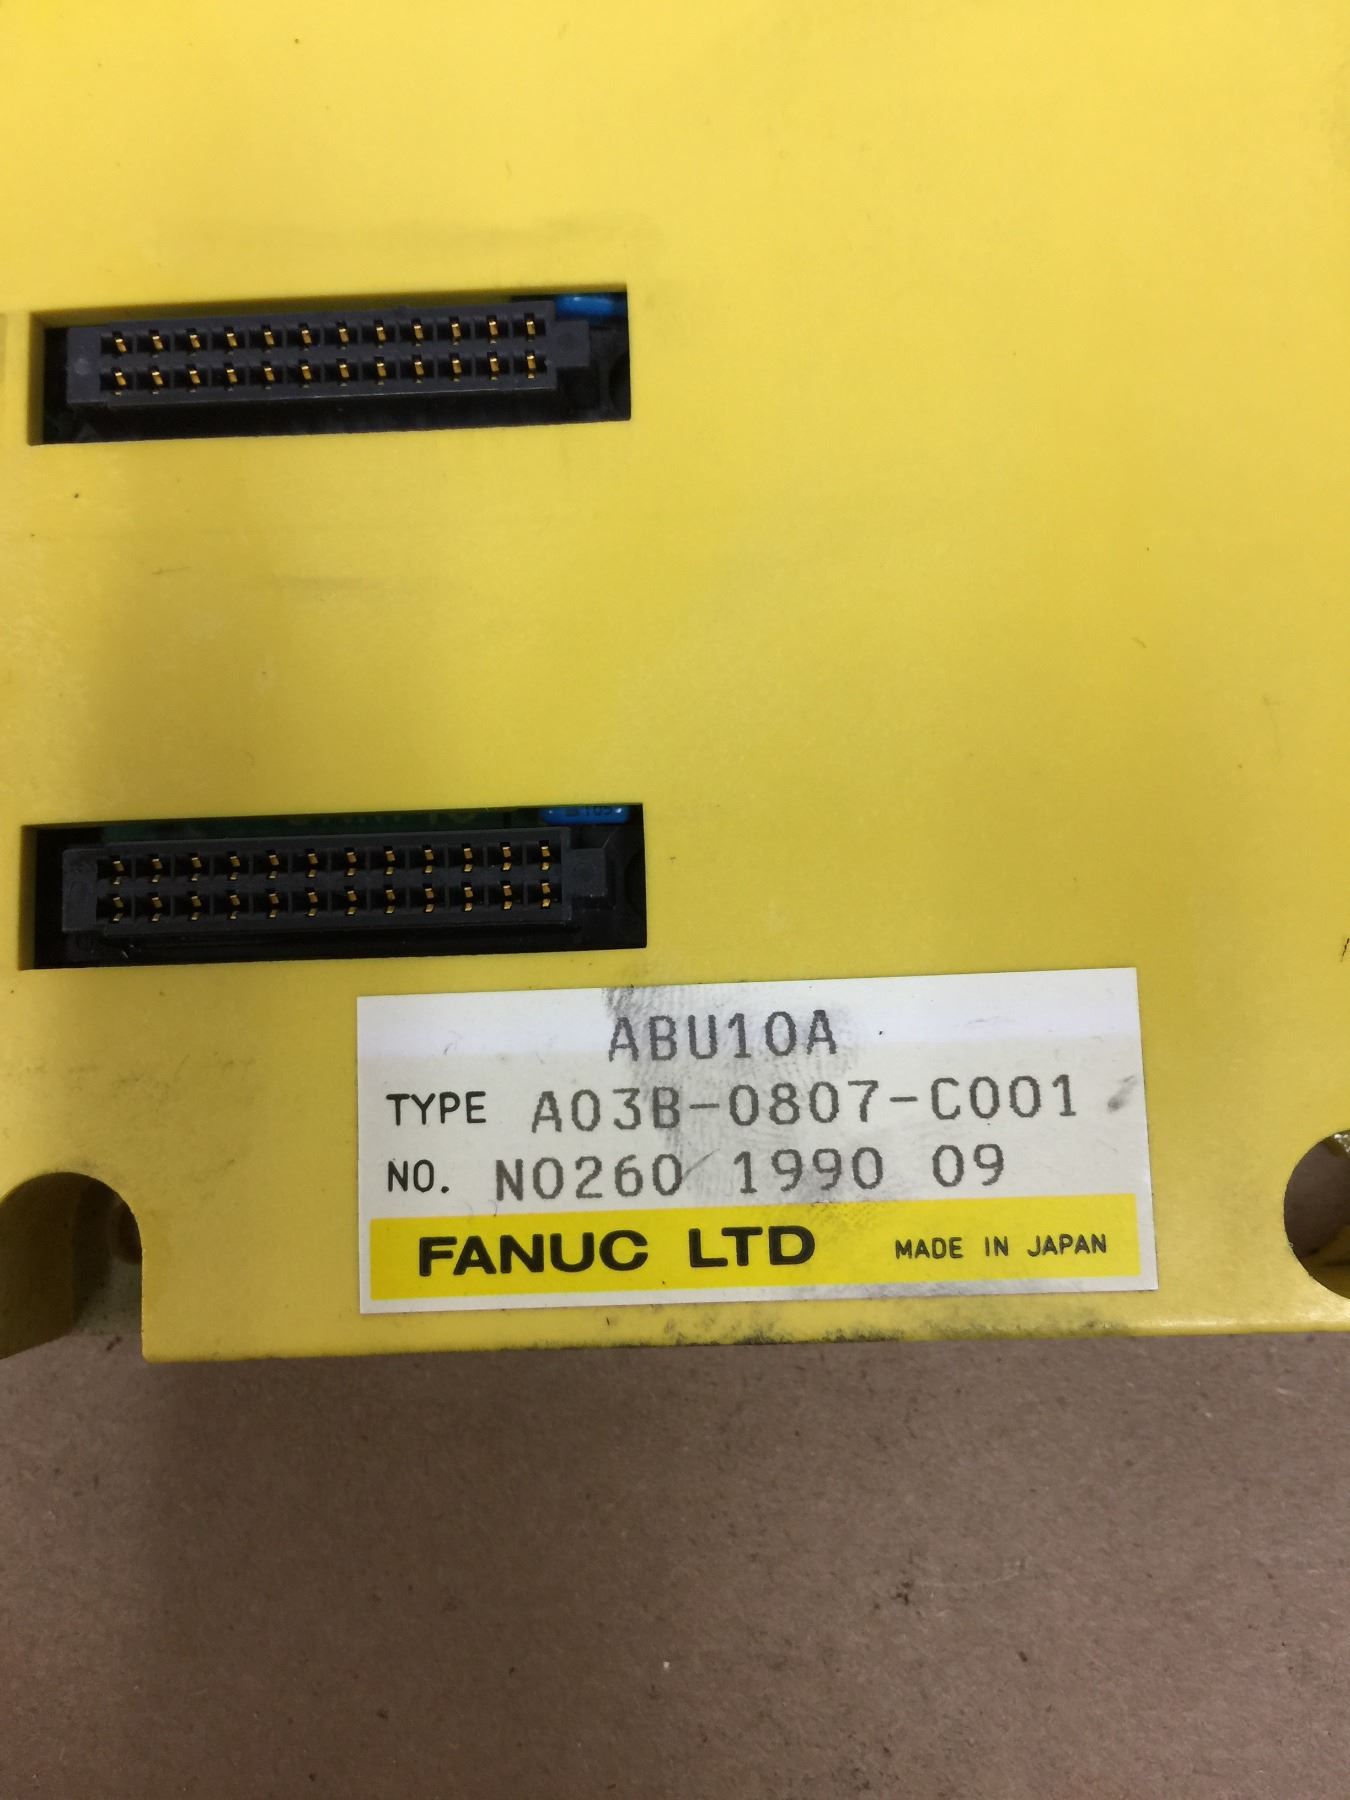 ABU10A
TYPE A03B-0807-C001
NO. N0260 1990 09
FANUC LTD MADE IN JAPAN